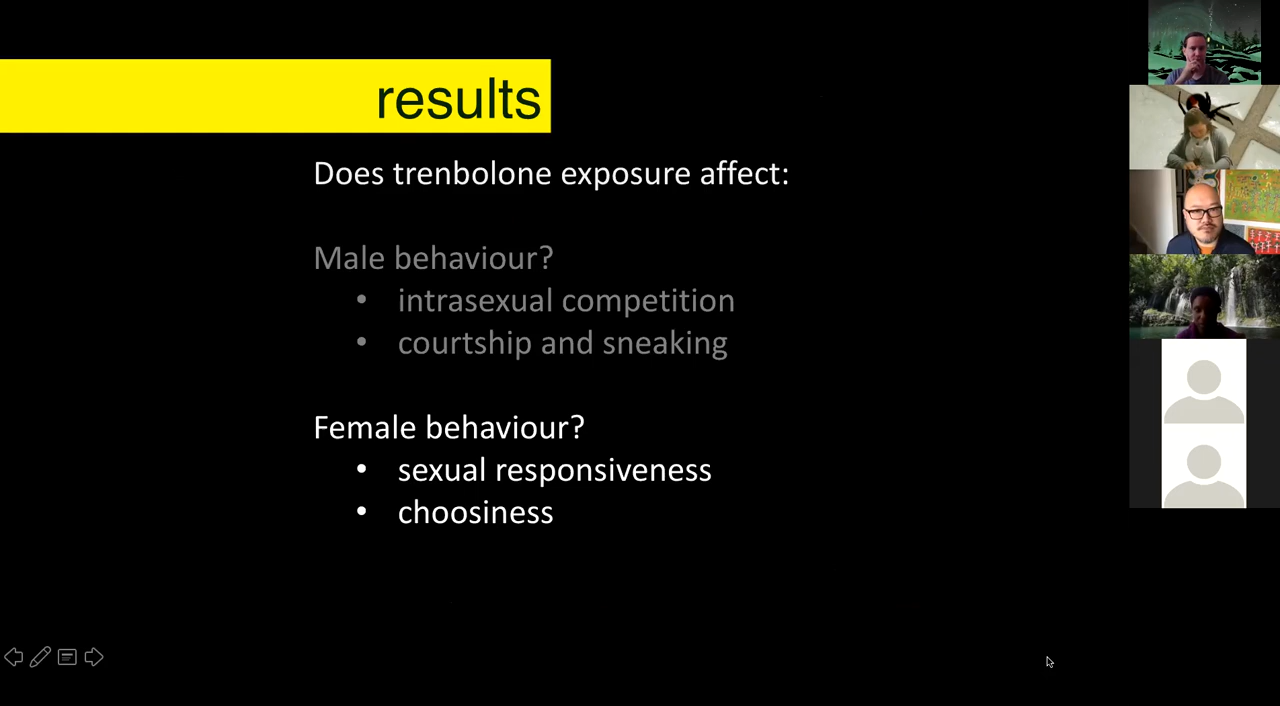 results
Does trenbolone exposure affect:
Male behaviour?
• intrasexual competition
• courtship and sneaking
Female behaviour?
• sexual responsiveness
• choosiness